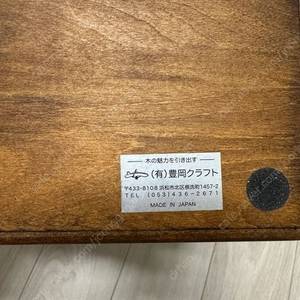 木の魅力を引き出す
(有)豊岡クラフト
〒433-8108 浜松市北区根洗町1457-2
TEL (053)436-2671
MADE IN JAPAN